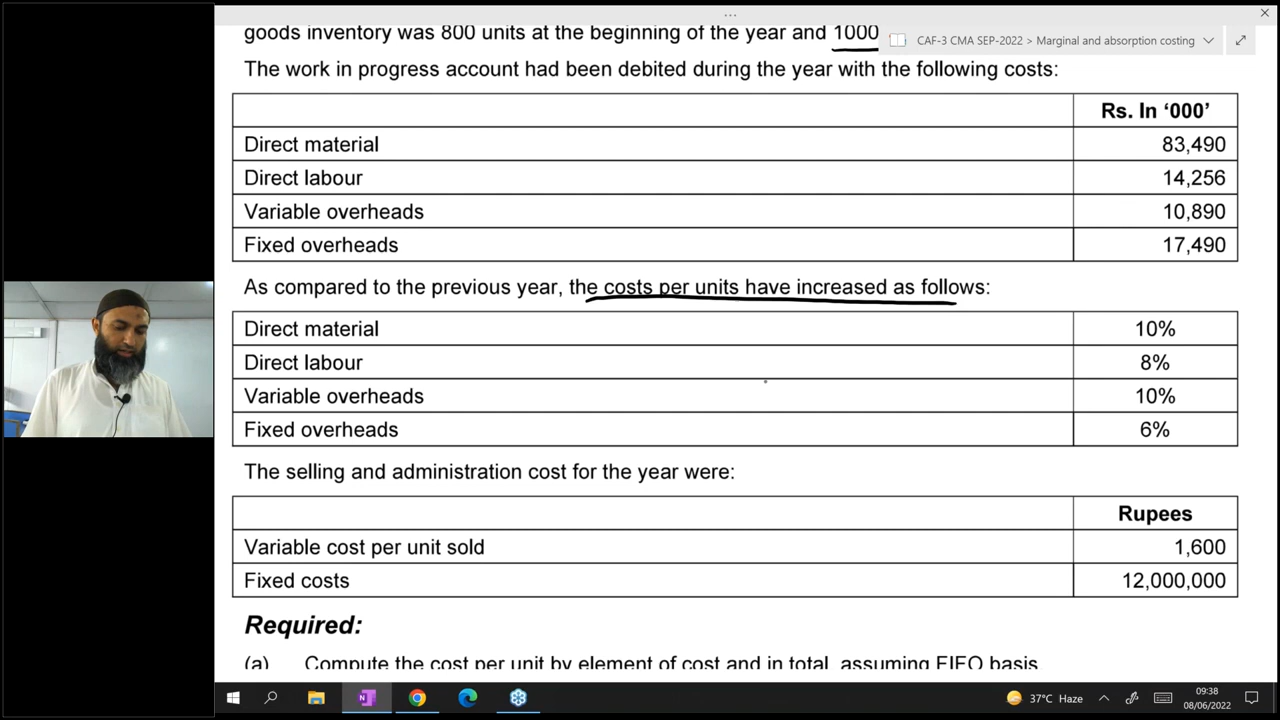 goods inventory was 800 units at the beginning of the year and 1000
CAF-3 CMA SEP-2022 > Marginal and absorption costing
The work in progress account had been debited during the year with the following costs:
Rs. In ‘000’
Direct material 83,490
Direct labour 14,256
Variable overheads 10,890
Fixed overheads 17,490
As compared to the previous year, the costs per units have increased as follows:
Direct material 10%
Direct labour 8%
Variable overheads 10%
Fixed overheads 6%
The selling and administration cost for the year were:
Rupees
Variable cost per unit sold 1,600
Fixed costs 12,000,000
Required:
(a) Compute the cost per unit by element of cost and in total, assuming FIFO basis
37°C Haze
09:38
08/06/2022